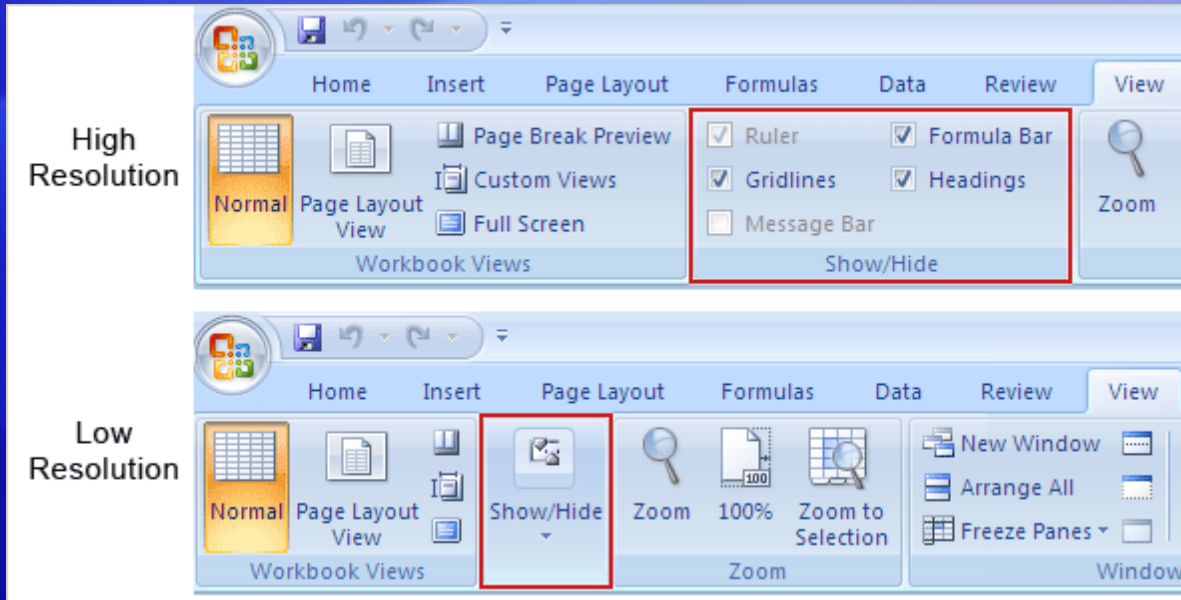 High
Resolution
Home Insert Page Layout Formulas Data Review View
Normal
Page Layout
View
Page Break Preview
Custom Views
Full Screen
Workbook Views
Ruler
Gridlines
Message Bar
Formula Bar
Headings
Show/Hide
Zoom
Low
Resolution
Home Insert Page Layout Formulas Data Review View
Normal
Page Layout
View
Workbook Views
Show/Hide
Zoom
100
100%
Zoom to
Selection
Zoom
New Window
Arrange All
Freeze Panes
Window